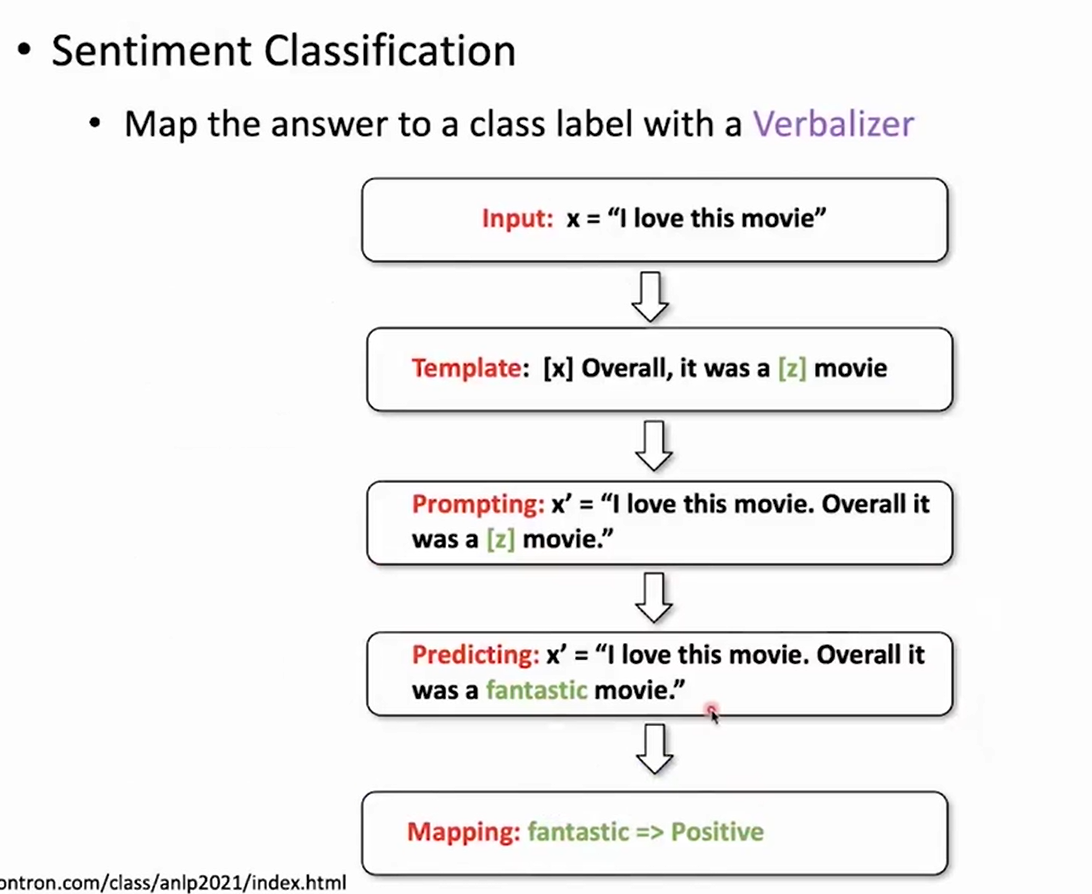 • Sentiment Classification
• Map the answer to a class label with a Verbalizer
Input: x = “I love this movie”
Template: [x] Overall, it was a [z] movie
Prompting: x’ = “I love this movie. Overall it
was a [z] movie.”
Predicting: x’ = “I love this movie. Overall it
was a fantastic movie.”
Mapping: fantastic => Positive
ontron.com/class/anlp2021/index.html